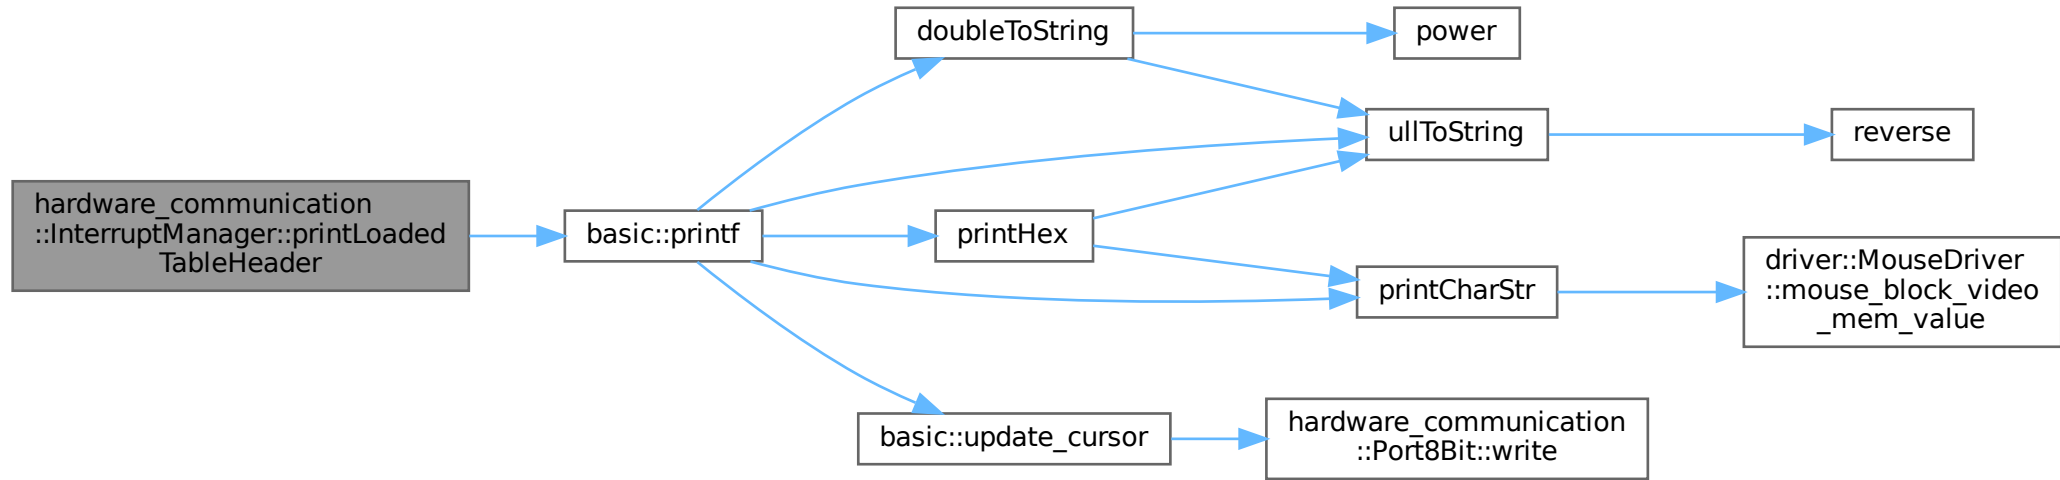 hardware_communication
::InterruptManager::printLoaded
TableHeader
basic::printf
doubleToString
power
ullToString
reverse
printHex
printCharStr
driver::MouseDriver
::mouse_block_video
_mem_value
basic::update_cursor
hardware_communication
::Port8Bit::write